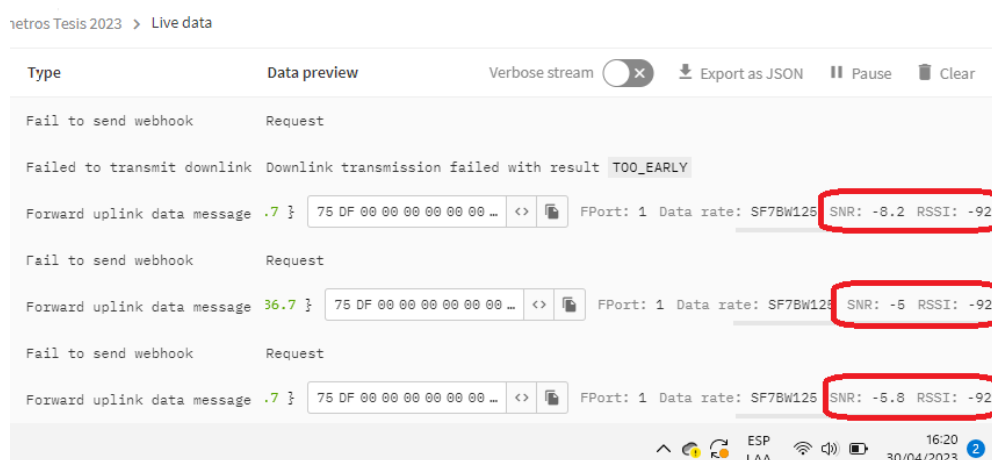 netros Tesis 2023 > Live data
Type Data preview Verbose stream Export as JSON Pause Clear
Fail to send webhook Request
Failed to transmit downlink Downlink transmission failed with result TOO_EARLY
Forward uplink data message .7 } 75 DF 00 00 00 00 00 00 … <> FPort: 1 Data rate: SF7BW125 SNR: -8.2 RSSI: -92
Fail to send webhook Request
Forward uplink data message 36.7 } 75 DF 00 00 00 00 00 00 … <> FPort: 1 Data rate: SF7BW125 SNR: -5 RSSI: -92
Fail to send webhook Request
Forward uplink data message .7 } 75 DF 00 00 00 00 00 00 … <> FPort: 1 Data rate: SF7BW125 SNR: -5.8 RSSI: -92
ESP 16:20
LAA 30/04/2023 2